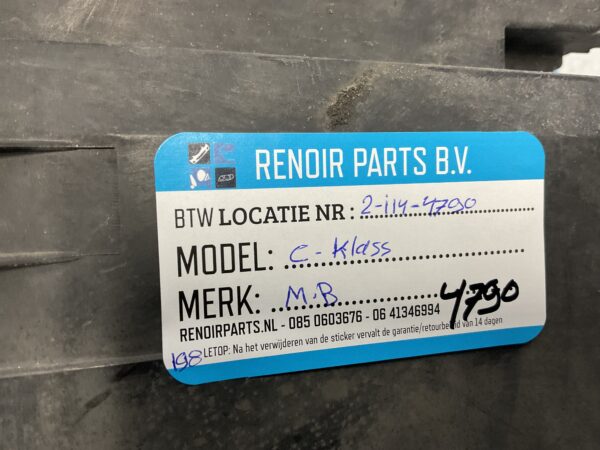 RENOIR PARTS B.V.
BTW LOCATIE NR: 2-i14-4790
MODEL: C-Klass
MERK: M.B
4790
RENOIRPARTS.NL - 085 0603676 - 06 41346994
198 LETOP: Na het verwijderen van de sticker vervalt de garantie/retourbeleid van 14 dagen